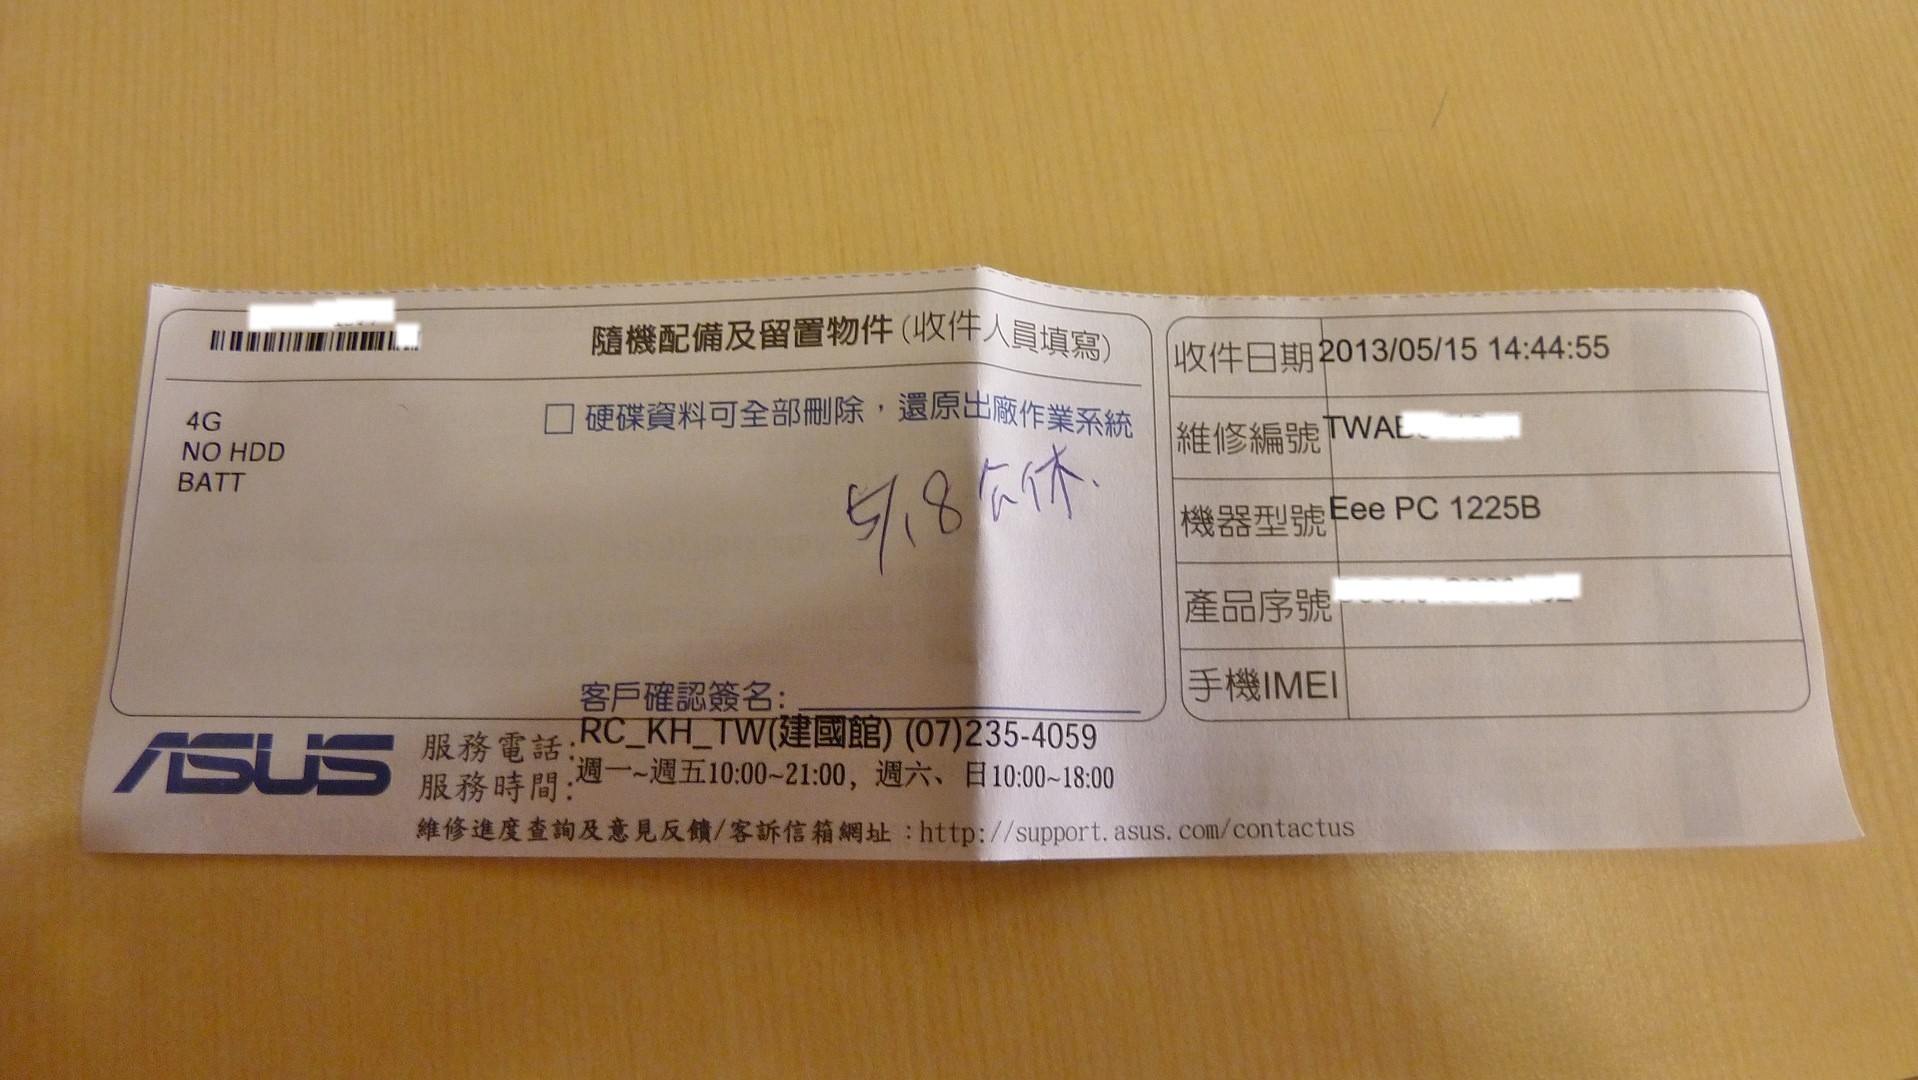 隨機配備及留置物件(收件人員填寫)
4G
NO HDD
BATT
□ 硬碟資料可全部刪除，還原出廠作業系統
5/18公休.
客戶確認簽名:
收件日期 2013/05/15 14:44:55
維修編號 TWAB
機器型號 Eee PC 1225B
產品序號
手機IMEI
ASUS
服務電話: RC_KH_TW(建國館) (07)235-4059
服務時間: 週一~週五10:00~21:00, 週六、日10:00~18:00
維修進度查詢及意見反饋/客訴信箱網址:http://support.asus.com/contactus